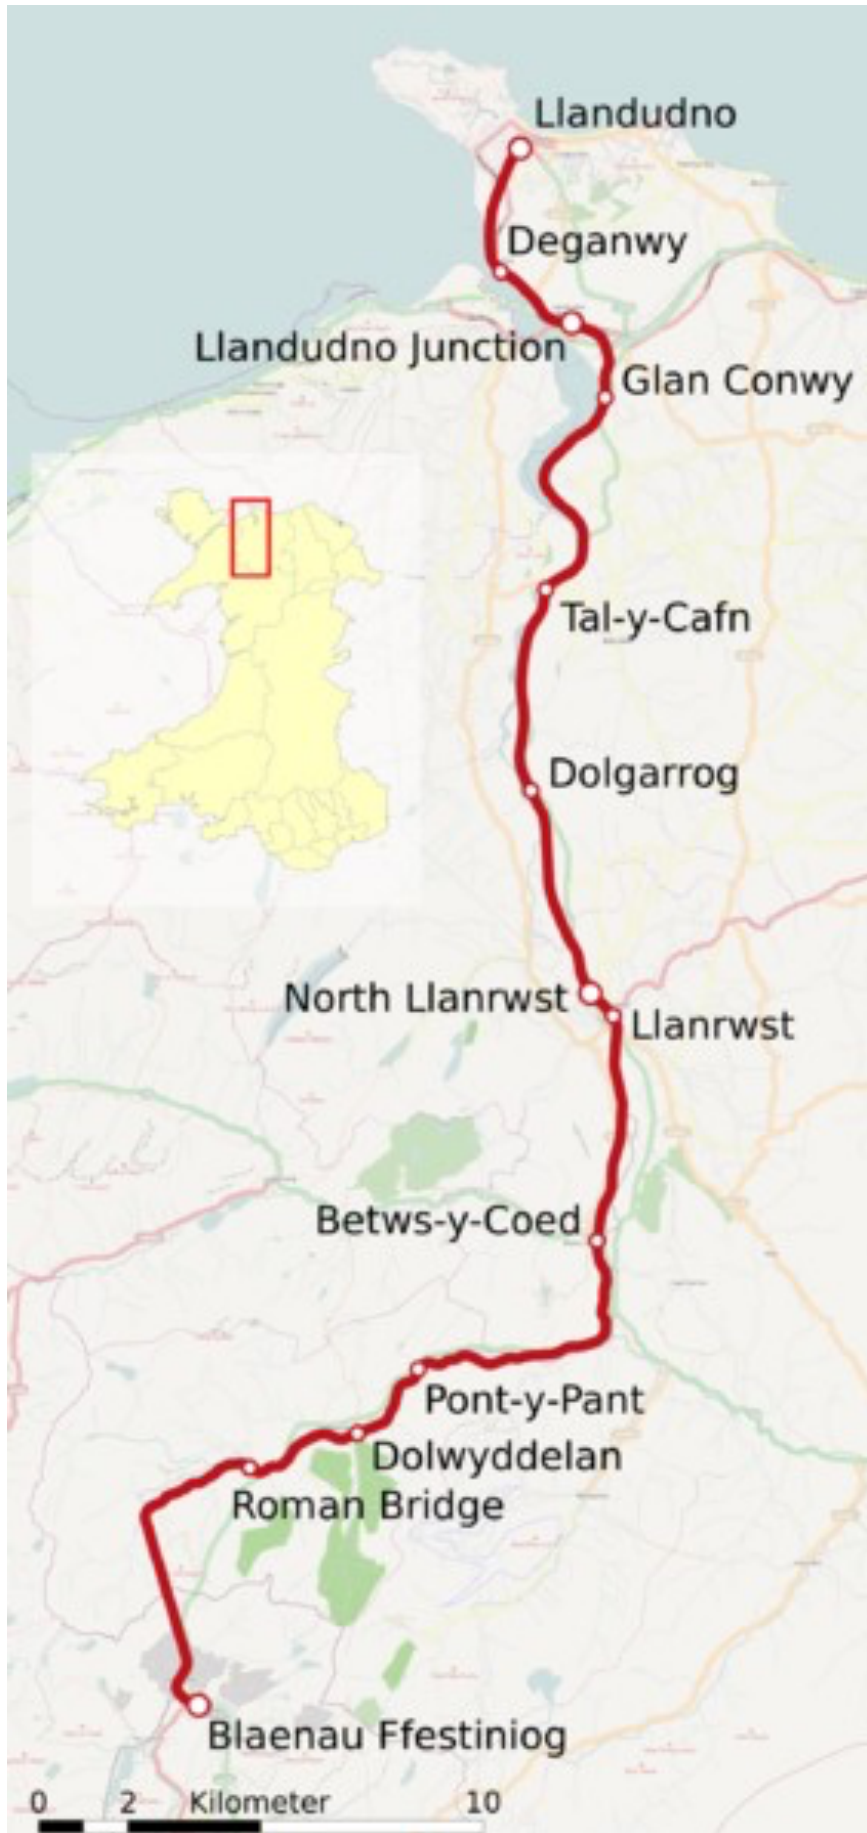 Llandudno
Deganwy
Llandudno Junction
Glan Conwy
Tal-y-Cafn
Dolgarrog
North Llanrwst
Llanrwst
Betws-y-Coed
Pont-y-Pant
Dolwyddelan
Roman Bridge
Blaenau Ffestiniog
0 2 Kilometer 10